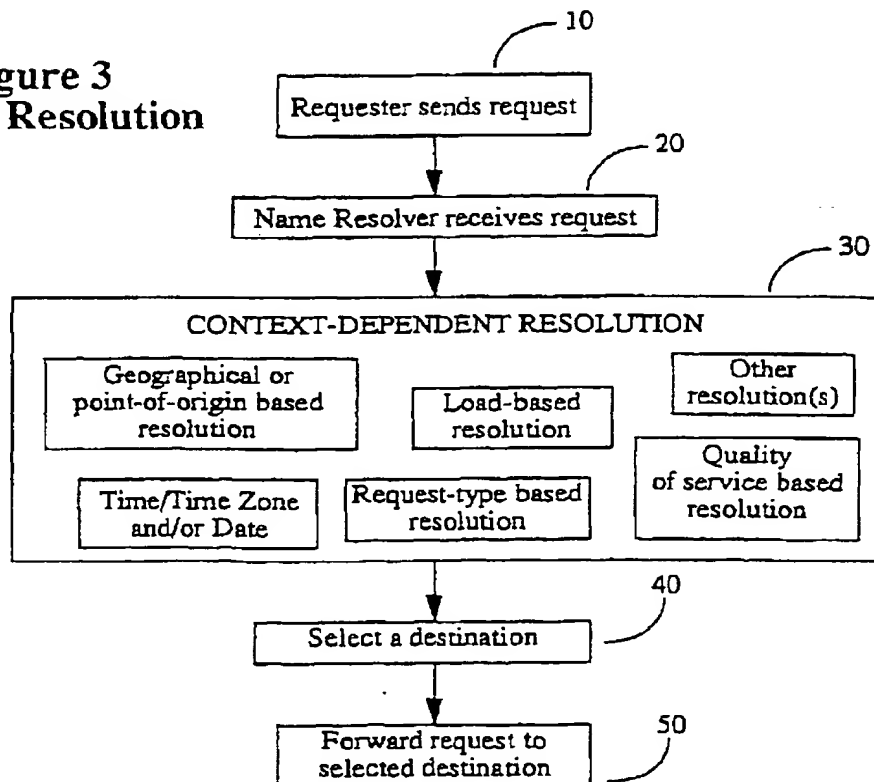 gure 3
Resolution
10
Requester sends request
20
Name Resolver receives request
30
CONTEXT-DEPENDENT RESOLUTION
Geographical or
point-of-origin based
resolution
Load-based
resolution
Other
resolution(s)
Time/Time Zone
and/or Date
Request-type based
resolution
Quality
of service based
resolution
40
Select a destination
50
Forward request to
selected destination